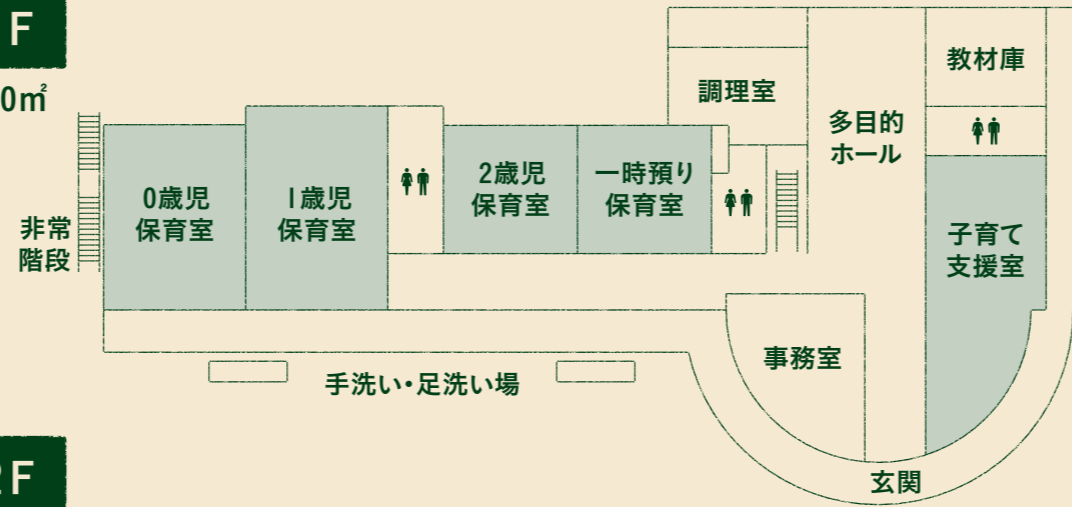 F
0㎡
教材庫
調理室
多目的
ホール
0歳児
保育室
1歳児
保育室
2歳児
保育室
一時預り
保育室
非常
階段
子育て
支援室
事務室
手洗い・足洗い場
玄関
2F